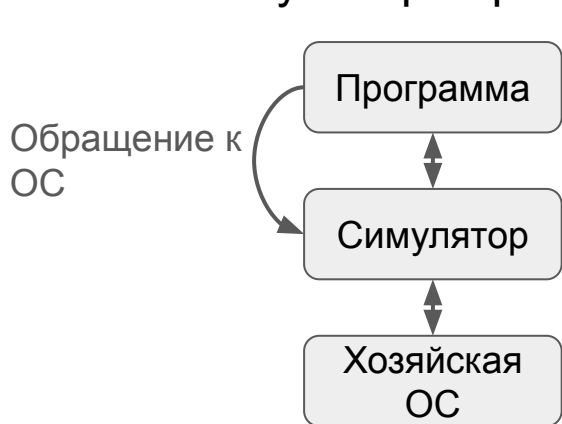 Программа
Обращение к
ОС
Симулятор
Хозяйская
ОС